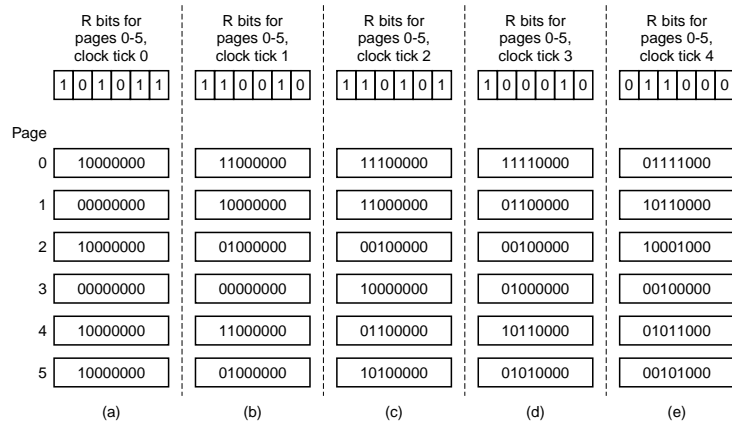 R bits for pages 0-5, clock tick 0
R bits for pages 0-5, clock tick 1
R bits for pages 0-5, clock tick 2
R bits for pages 0-5, clock tick 3
R bits for pages 0-5, clock tick 4
1 0 1 0 1 1 1 1 0 0 1 0 1 1 0 1 0 1 1 0 0 0 1 0 0 1 1 0 0 0
Page
0 10000000 11000000 11100000 11110000 01111000
1 00000000 10000000 11000000 01100000 10110000
2 10000000 01000000 00100000 00100000 10001000
3 00000000 00000000 10000000 01000000 00100000
4 10000000 11000000 01100000 10110000 01011000
5 10000000 01000000 10100000 01010000 00101000
(a) (b) (c) (d) (e)